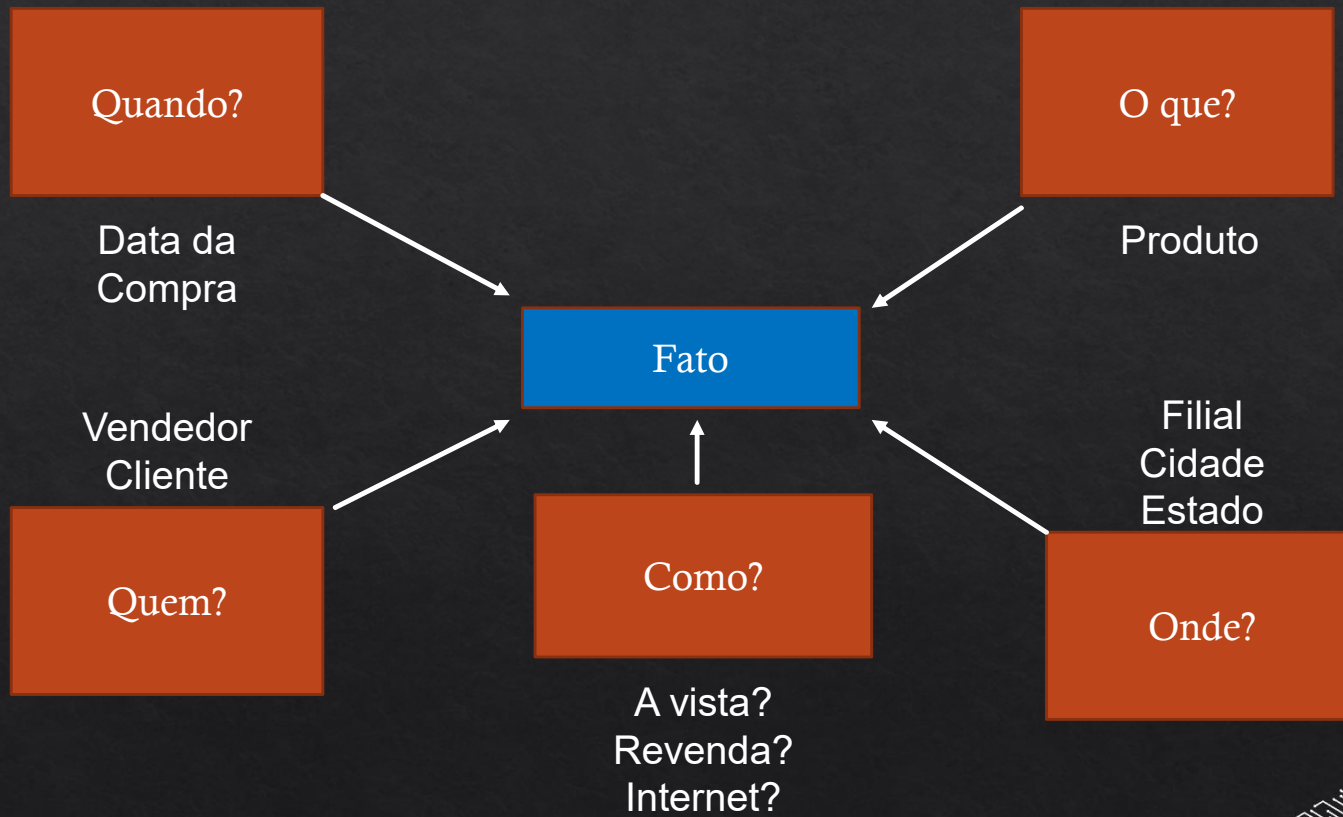 Quando?
O que?
Data da
Compra
Produto
Fato
Vendedor
Cliente
Filial
Cidade
Estado
Quem?
Como?
Onde?
A vista?
Revenda?
Internet?